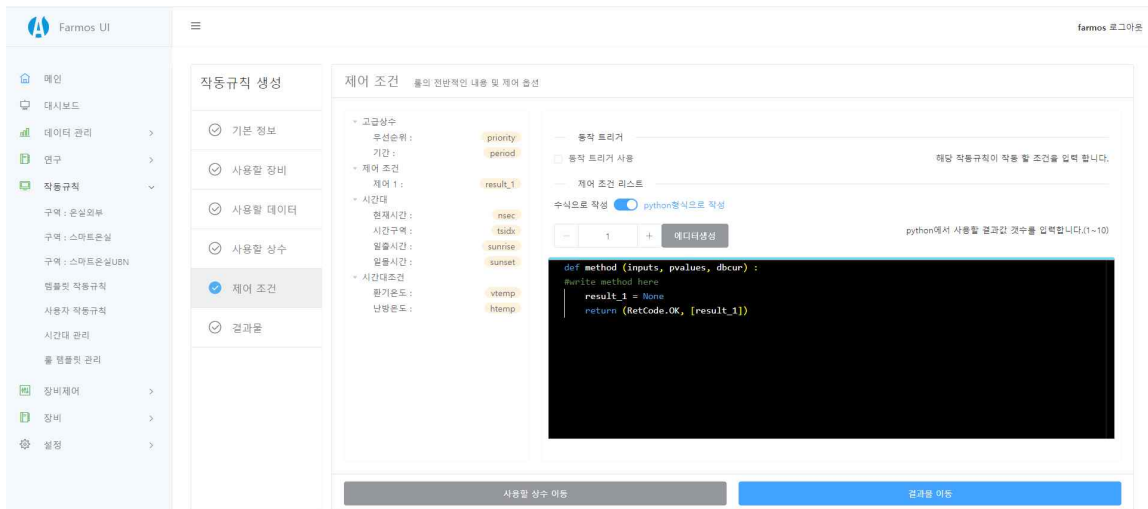 Farmos UI
farmos 로그아웃
메인
대시보드
데이터 관리
연구
작동규칙
구역 : 온실외부
구역 : 스마트온실
구역 : 스마트온실UBN
템플릿 작동규칙
사용자 작동규칙
시간대 관리
룰 템플릿 관리
장비제어
장비
설정
작동규칙 생성
기본 정보
사용할 장비
사용할 데이터
사용할 상수
제어 조건
결과물
제어 조건 룰의 전반적인 내용 및 제어 옵션
고급상수
우선순위 : priority
기간 : period
제어 조건
제어 1 : result_1
시간대
현재시간 : nsec
시간구역 : tsidx
일출시간 : sunrise
일몰시간 : sunset
시간대조건
환기온도 : vtemp
난방온도 : htemp
동작 트리거
동작 트리거 사용 해당 작동규칙이 작동 할 조건을 입력 합니다.
제어 조건 리스트
수식으로 작성 python형식으로 작성
− 1 + 에디터생성 python에서 사용할 결과값 갯수를 입력합니다.(1~10)
def method (inputs, pvalues, dbcur) :
#write method here
result_1 = None
return (RetCode.OK, [result_1])
사용할 상수 이동
결과물 이동